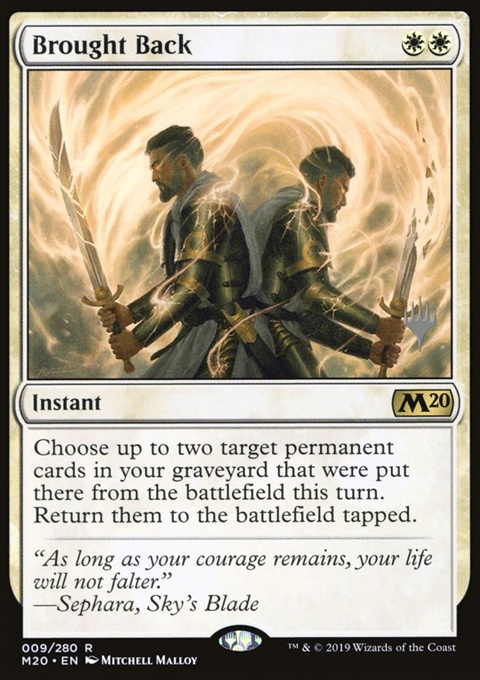 Brought Back
M20
Instant
Choose up to two target permanent
cards in your graveyard that were put
there from the battlefield this turn.
Return them to the battlefield tapped.
“As long as your courage remains, your life
will not falter.”
—Sephara, Sky’s Blade
009/280 R
M20 • EN Mitchell Malloy
™ & © 2019 Wizards of the Coast